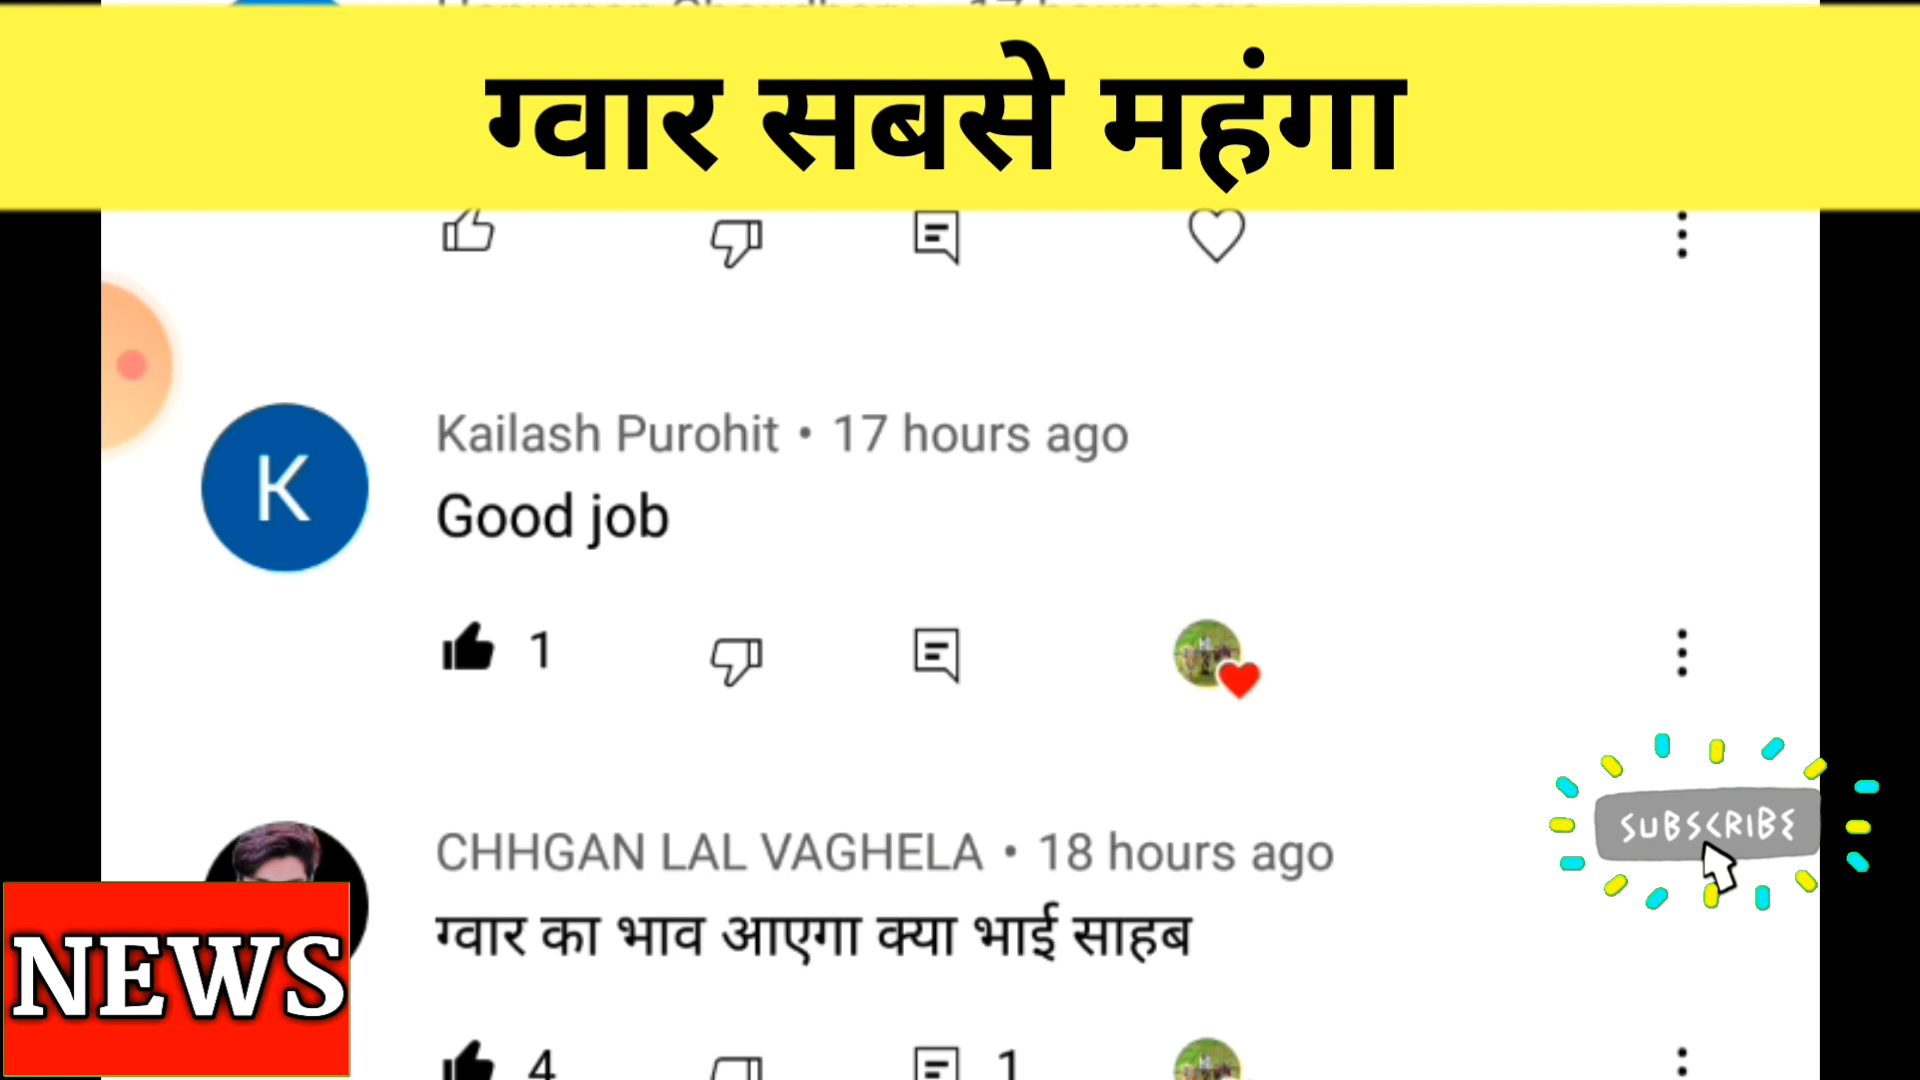 ग्वार सबसे महंगा
Kailash Purohit • 17 hours ago
Good job
1
CHHGAN LAL VAGHELA • 18 hours ago
ग्वार का भाव आएगा क्या भाई साहब
4 1
K
SUBSCRIBE
NEWS